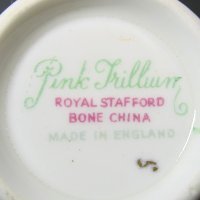 Pink Trillium
ROYAL STAFFORD
BONE CHINA
MADE IN ENGLAND